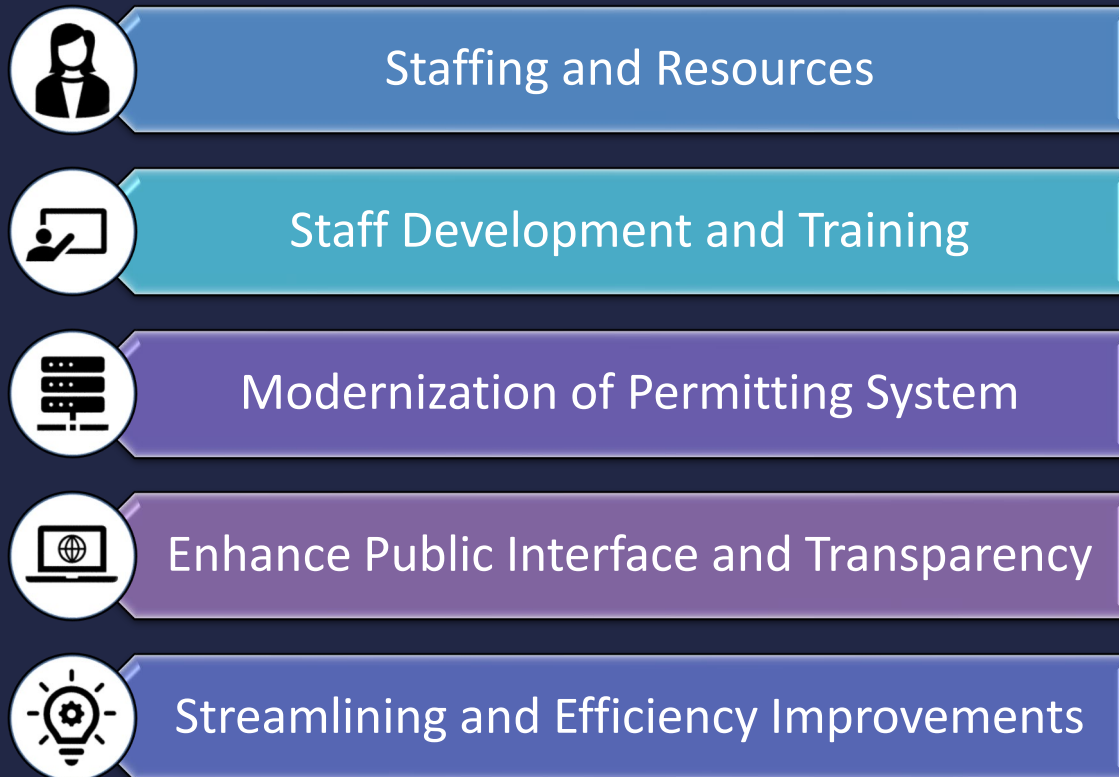 Staffing and Resources
Staff Development and Training
Modernization of Permitting System
Enhance Public Interface and Transparency
Streamlining and Efficiency Improvements